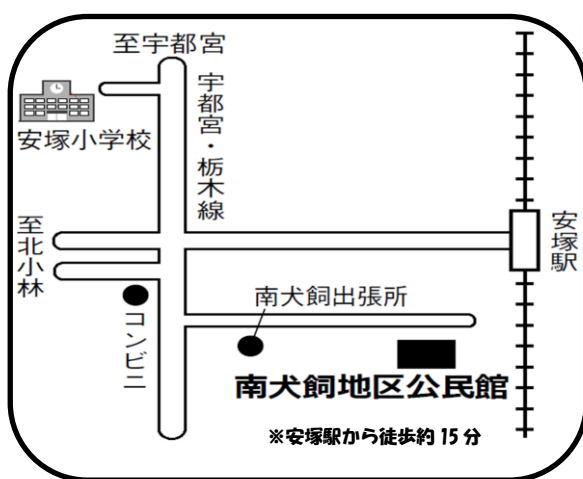 至宇都宮
宇都宮・栃木線
安塚小学校
至北小林
安塚駅
南犬飼出張所
コンビニ
南犬飼地区公民館
※安塚駅から徒歩約15分